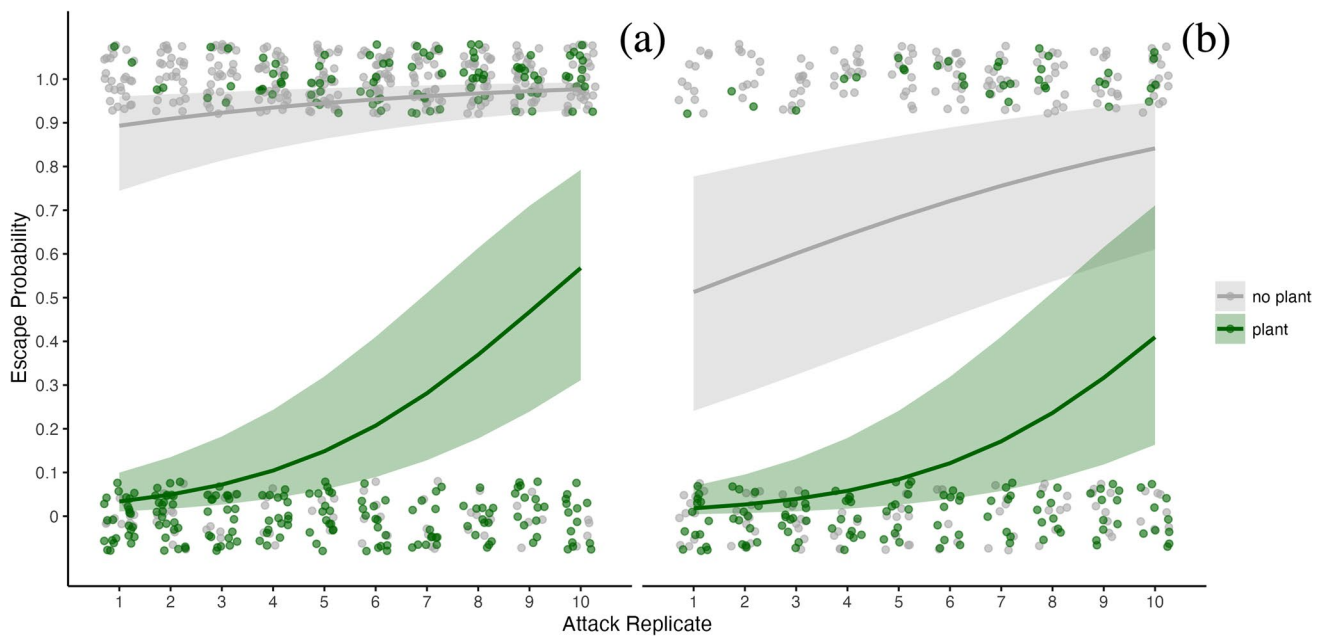 (a)
(b)
Escape Probability
1.0
0.9
0.8
0.7
0.6
0.5
0.4
0.3
0.2
0.1
0
no plant
plant
1 2 3 4 5 6 7 8 9 10
1 2 3 4 5 6 7 8 9 10
Attack Replicate